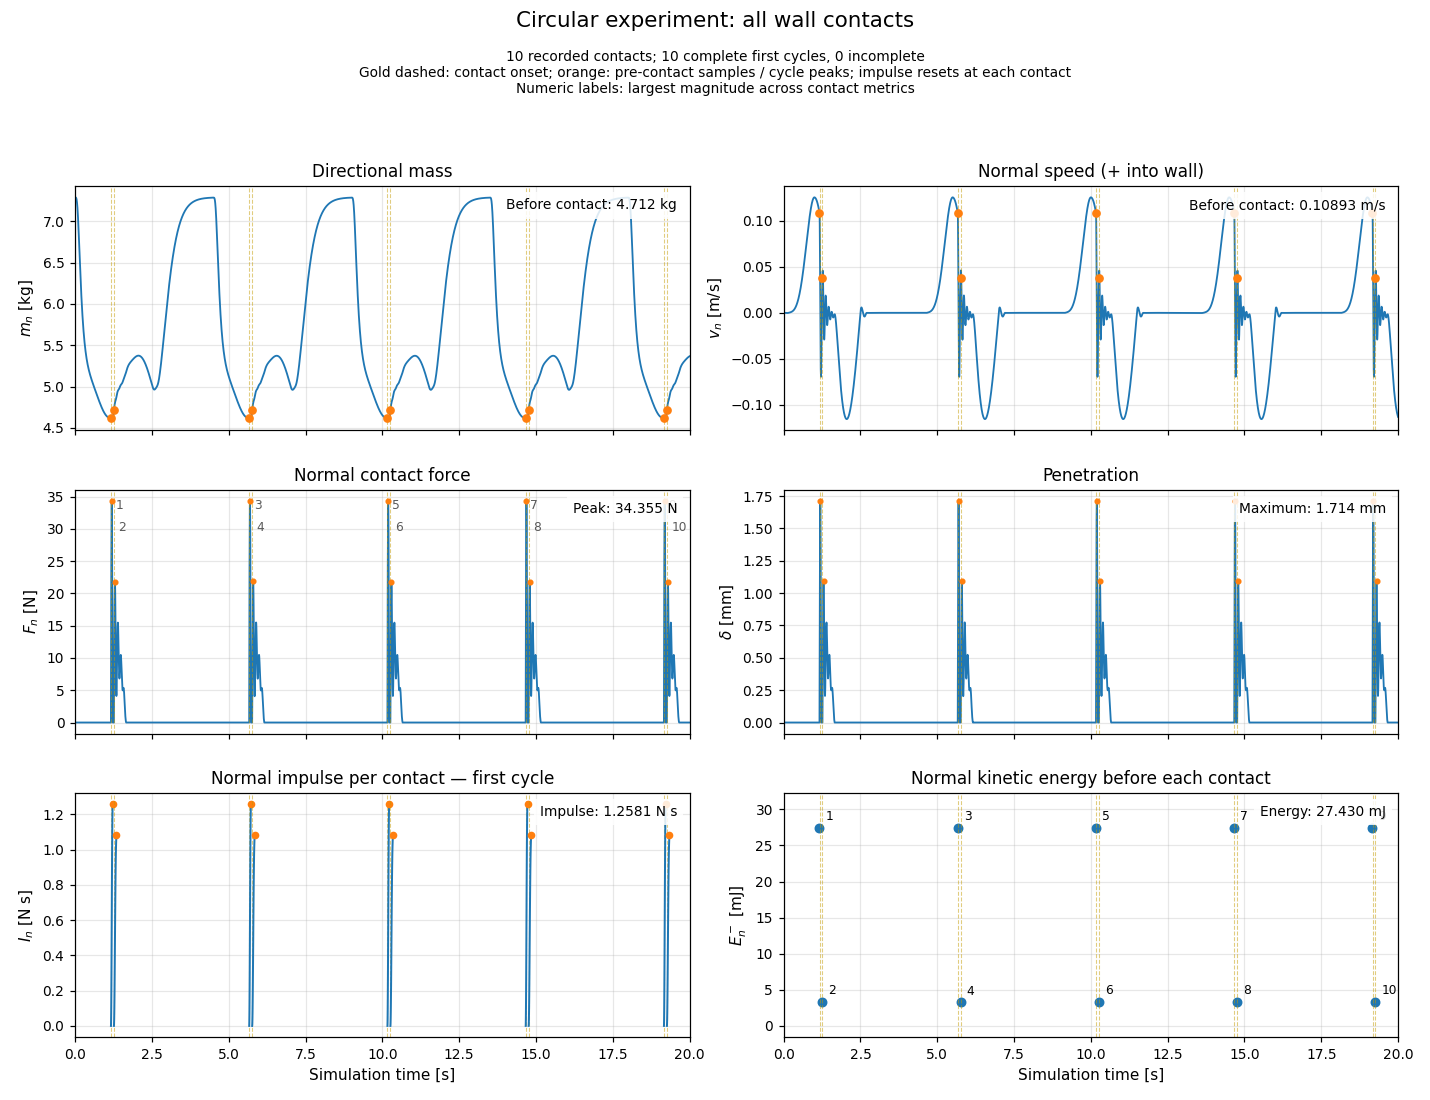 Circular experiment: all wall contacts
10 recorded contacts; 10 complete first cycles, 0 incomplete
Gold dashed: contact onset; orange: pre-contact samples / cycle peaks; impulse resets at each contact
Numeric labels: largest magnitude across contact metrics
Directional mass
Before contact: 4.712 kg
7.0
6.5
6.0
5.5
5.0
4.5
mₙ [kg]
Normal speed (+ into wall)
Before contact: 0.10893 m/s
0.10
0.05
0.00
−0.05
−0.10
vₙ [m/s]
Normal contact force
Peak: 34.355 N
1
2
3
4
5
6
7
8
10
35
30
25
20
15
10
5
0
Fₙ [N]
Penetration
Maximum: 1.714 mm
1.75
1.50
1.25
1.00
0.75
0.50
0.25
0.00
δ [mm]
Normal impulse per contact — first cycle
Impulse: 1.2581 N s
1.2
1.0
0.8
0.6
0.4
0.2
0.0
Iₙ [N s]
0.0 2.5 5.0 7.5 10.0 12.5 15.0 17.5 20.0
Simulation time [s]
Normal kinetic energy before each contact
Energy: 27.430 mJ
1
3
5
7
2
4
6
8
10
30
25
20
15
10
5
0
Eₙ⁻ [mJ]
0.0 2.5 5.0 7.5 10.0 12.5 15.0 17.5 20.0
Simulation time [s]